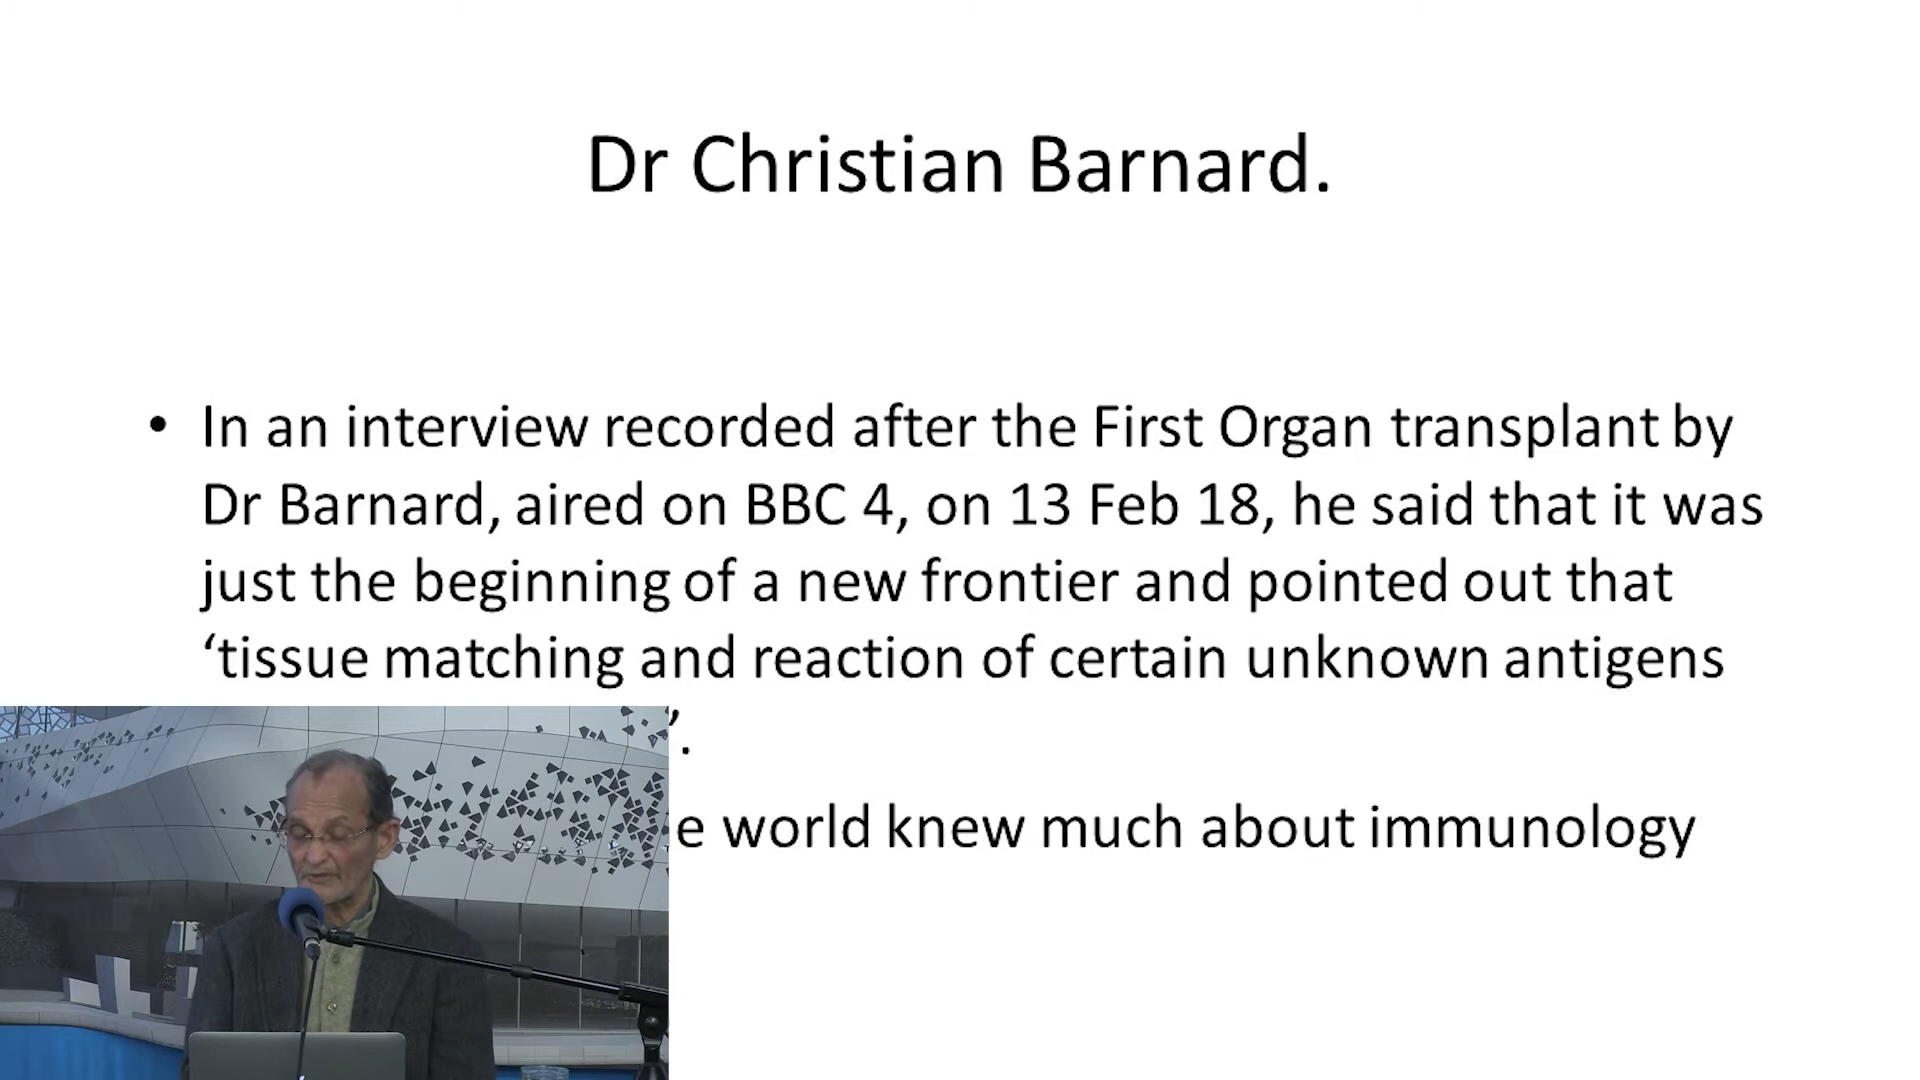 Dr Christian Barnard.
• In an interview recorded after the First Organ transplant by
Dr Barnard, aired on BBC 4, on 13 Feb 18, he said that it was
just the beginning of a new frontier and pointed out that
‘tissue matching and reaction of certain unknown antigens
’.
world knew much about immunology